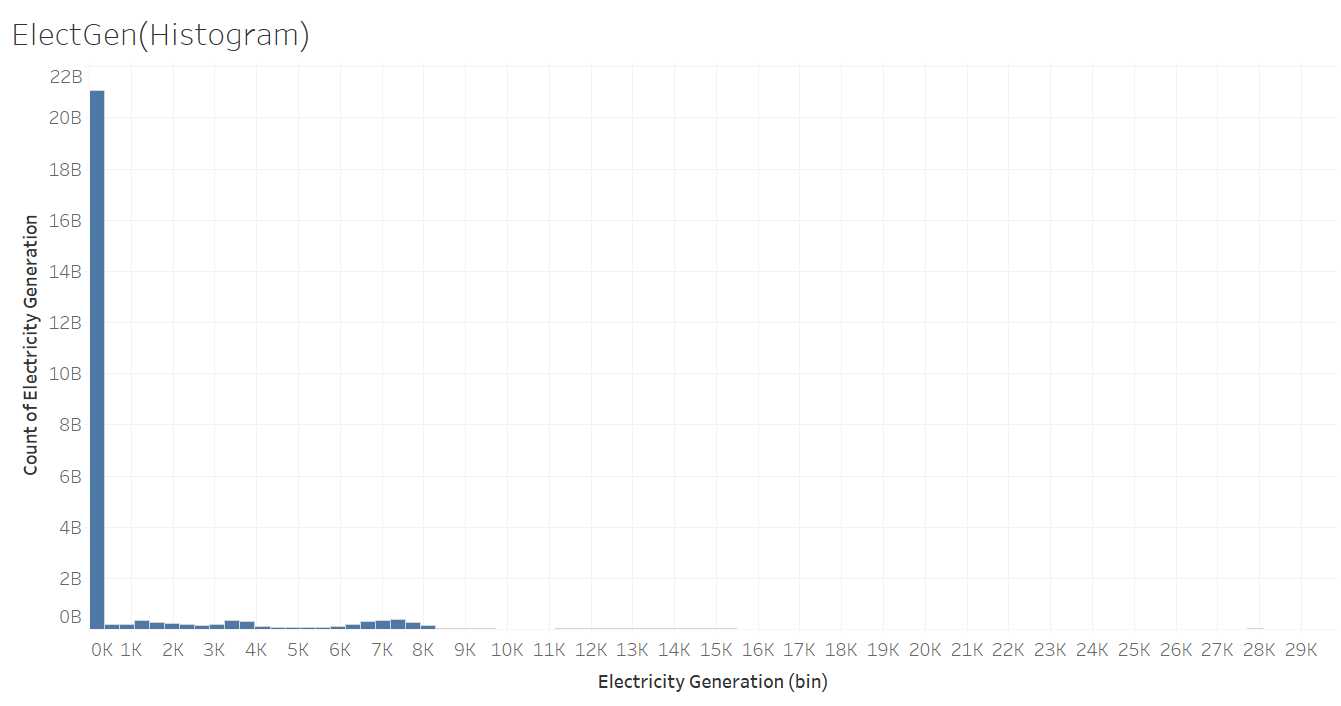 ElectGen(Histogram)
22B
20B
18B
16B
14B
12B
10B
8B
6B
4B
2B
0B
Count of Electricity Generation
0K 1K 2K 3K 4K 5K 6K 7K 8K 9K 10K 11K 12K 13K 14K 15K 16K 17K 18K 19K 20K 21K 22K 23K 24K 25K 26K 27K 28K 29K
Electricity Generation (bin)